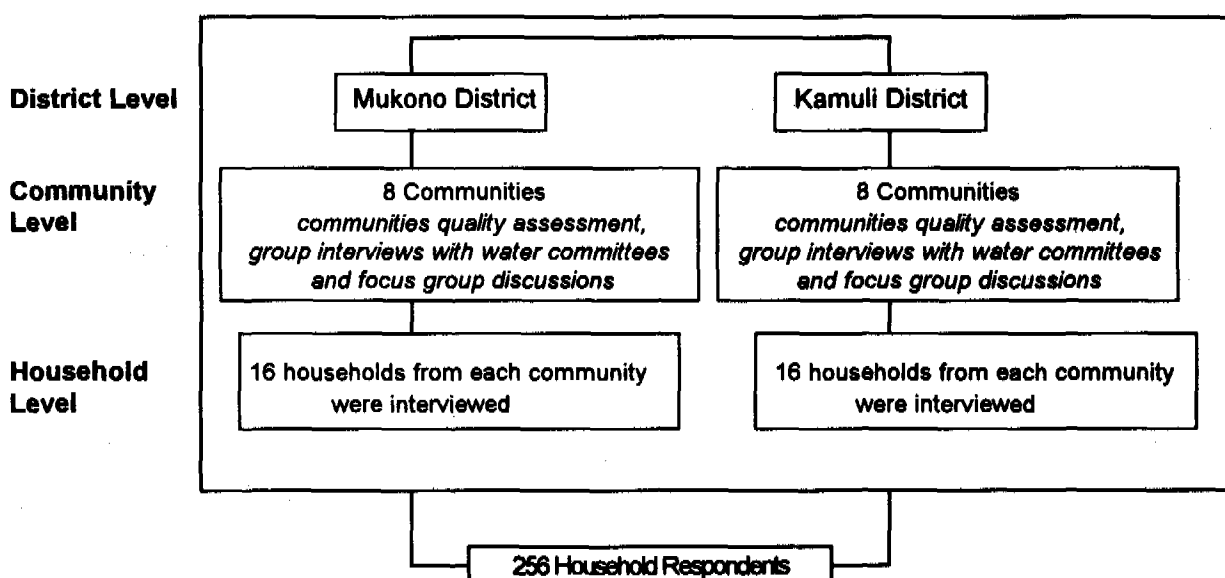 District Level
Mukono District
Kamuli District
Community
Level
8 Communities
communities quality assessment,
group interviews with water committees
and focus group discussions
8 Communities
communities quality assessment,
group interviews with water committees
and focus group discussions
Household
Level
16 households from each community
were interviewed
16 households from each community
were interviewed
256 Household Respondents